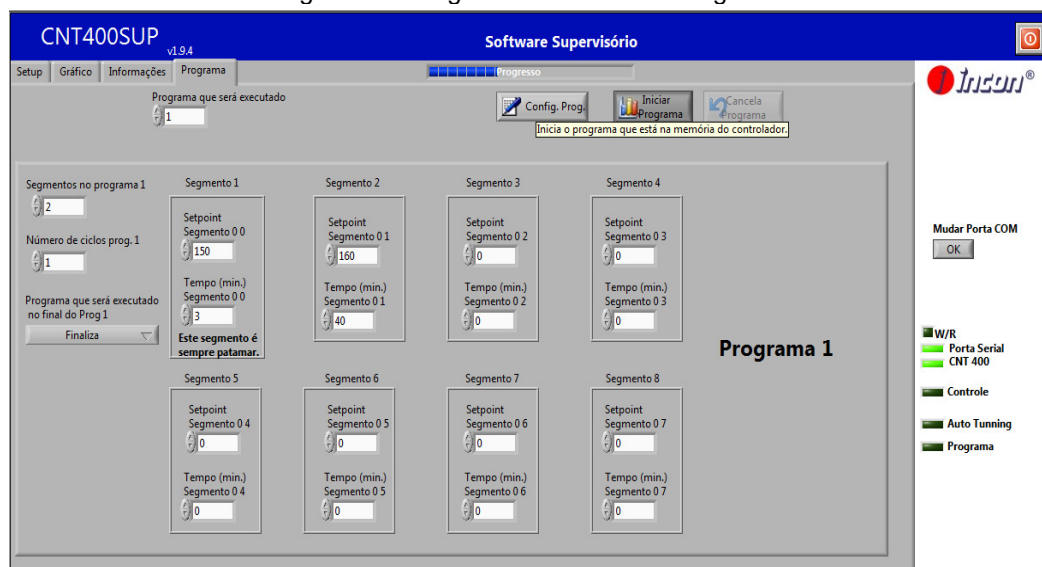 CNT400SUP v1.9.4
Software Supervisório
Setup Gráfico Informações Programa
Progresso
Incon®
Programa que será executado
1
Config. Prog.
Iniciar Programa
Cancela Programa
Inicia o programa que está na memória do controlador.
Segmentos no programa 1
2
Número de ciclos prog. 1
1
Programa que será executado
no final do Prog 1
Finaliza
Segmento 1
Setpoint
Segmento 0 0
150
Tempo (min.)
Segmento 0 0
3
Este segmento é
sempre patamar.
Segmento 2
Setpoint
Segmento 0 1
160
Tempo (min.)
Segmento 0 1
40
Segmento 3
Setpoint
Segmento 0 2
0
Tempo (min.)
Segmento 0 2
0
Segmento 4
Setpoint
Segmento 0 3
0
Tempo (min.)
Segmento 0 3
0
Programa 1
Segmento 5
Setpoint
Segmento 0 4
0
Tempo (min.)
Segmento 0 4
0
Segmento 6
Setpoint
Segmento 0 5
0
Tempo (min.)
Segmento 0 5
0
Segmento 7
Setpoint
Segmento 0 6
0
Tempo (min.)
Segmento 0 6
0
Segmento 8
Setpoint
Segmento 0 7
0
Tempo (min.)
Segmento 0 7
0
Mudar Porta COM
OK
W/R
Porta Serial
CNT 400
Controle
Auto Tunning
Programa